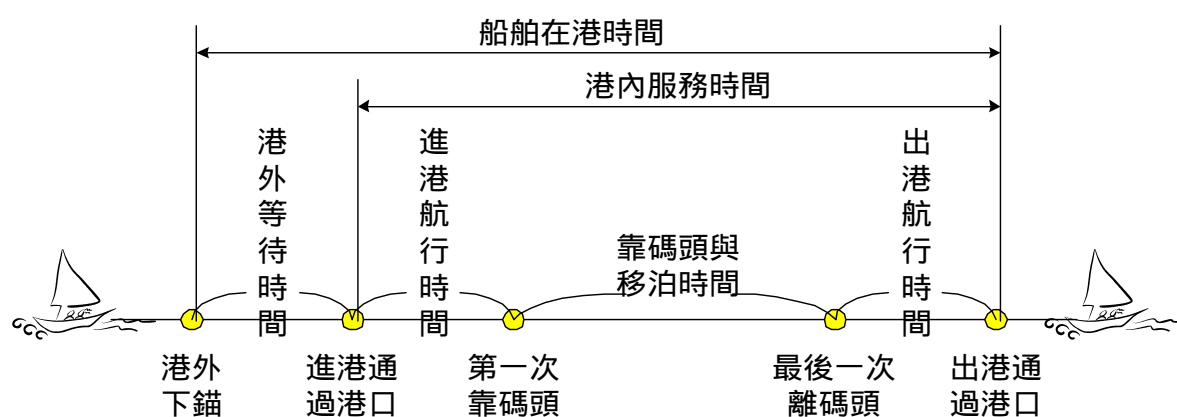 船舶在港時間
港內服務時間
港外等待時間
進港航行時間
靠碼頭與
移泊時間
出港航行時間
港外
下錨
進港通
過港口
第一次
靠碼頭
最後一次
離碼頭
出港通
過港口